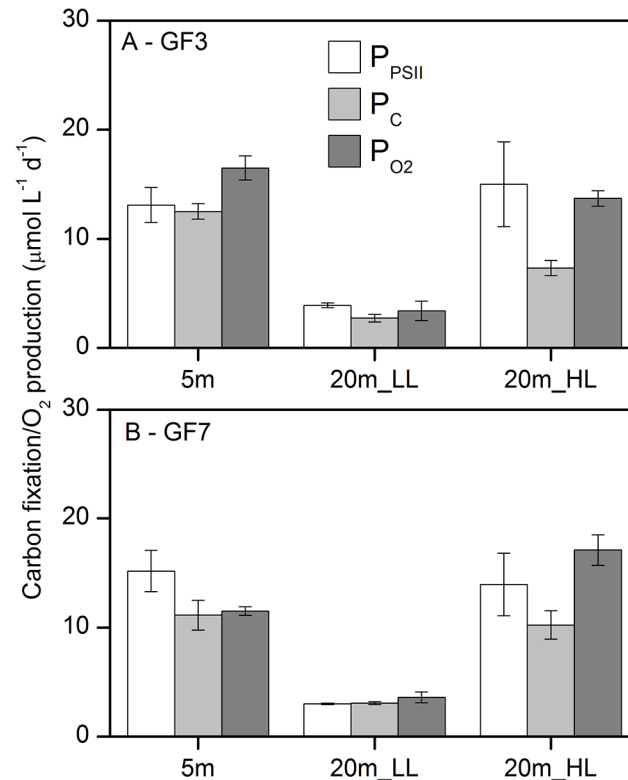 Carbon fixation/O₂ production (μmol L⁻¹ d⁻¹)
30
A - GF3
P_PSII
P_C
P_O2
20
10
0
5m 20m_LL 20m_HL
30
B - GF7
20
10
0
5m 20m_LL 20m_HL